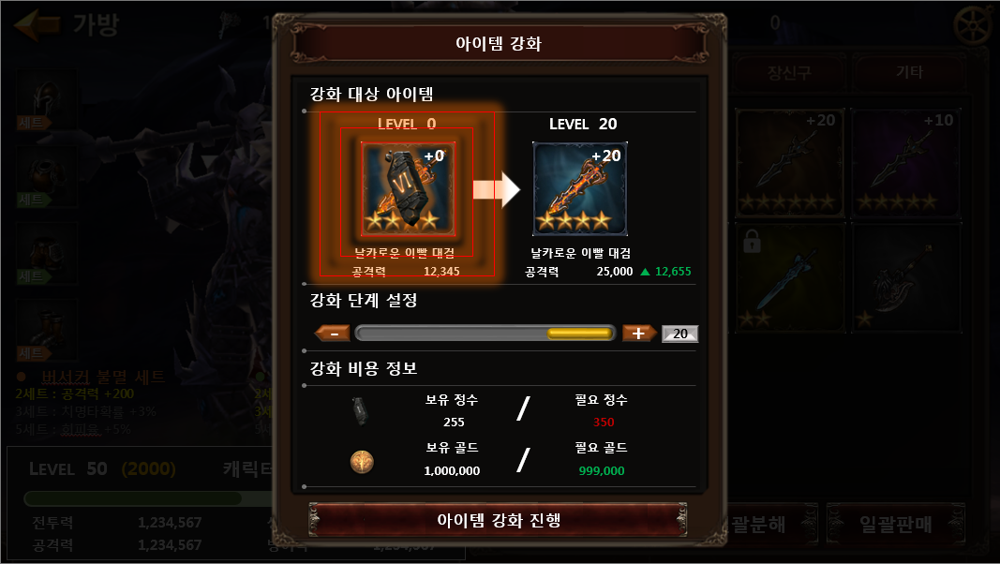 가방
0
아이템 강화
장신구
기타
강화 대상 아이템
LEVEL 0
LEVEL 20
+0
VI
+20
+20
+10
세트
세트
세트
세트
날카로운 이빨 대검
공격력 12,345
날카로운 이빨 대검
공격력 25,000 ▲ 12,655
강화 단계 설정
-
+
20
강화 비용 정보
보유 정수 / 필요 정수
255
350
보유 골드 / 필요 골드
1,000,000
999,000
아이템 강화 진행
버서커 불멸 세트
2세트 : 공격력 +200
3세트 : 치명타확률 +3%
5세트 : 회피율 +5%
LEVEL 50 (2000)
캐릭터
전투력 1,234,567
공격력 1,234,567
괄분해
일괄판매